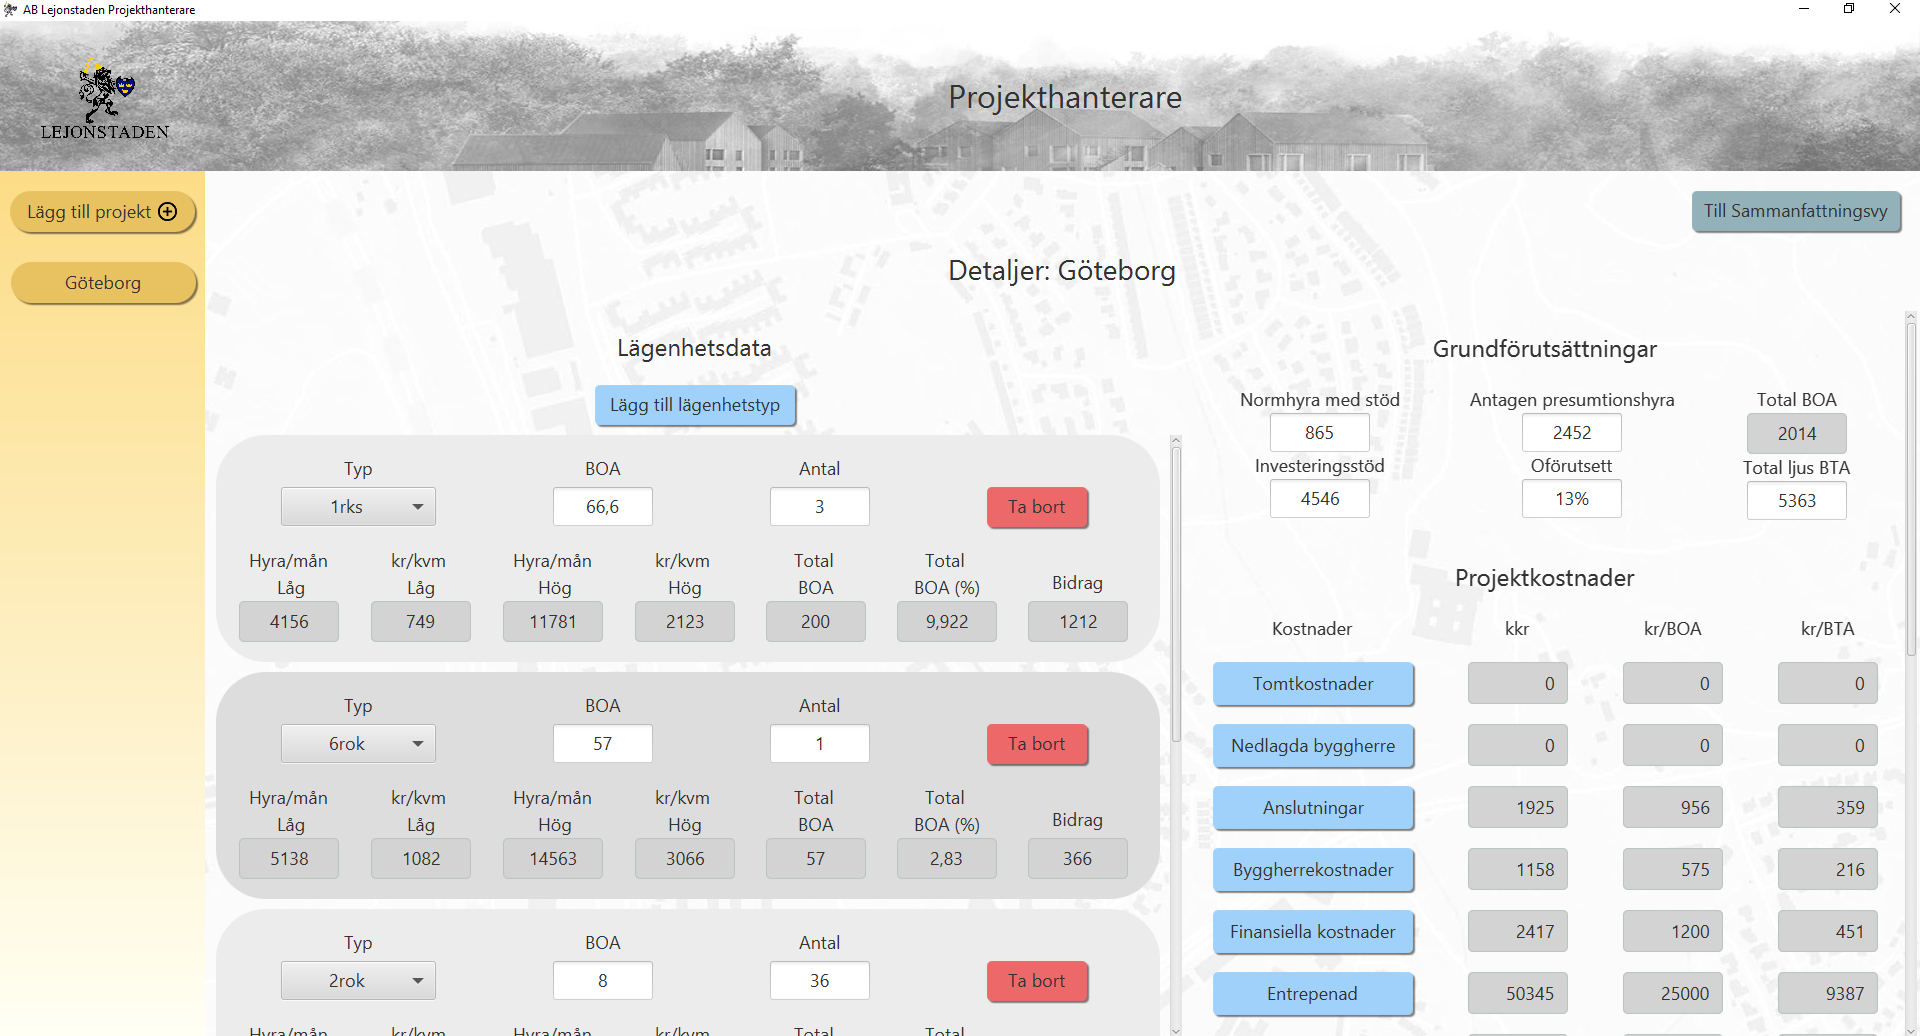 AB Lejonstaden Projekthanterare
LEJONSTADEN
Projekthanterare
Lägg till projekt
Göteborg
Till Sammanfattningsvy
Detaljer: Göteborg
Lägenhetsdata
Lägg till lägenhetstyp
Typ BOA Antal
1rks 66,6 3 Ta bort
Hyra/mån kr/kvm Hyra/mån kr/kvm Total Total
Låg Låg Hög Hög BOA BOA (%) Bidrag
4156 749 11781 2123 200 9,922 1212
Typ BOA Antal
6rok 57 1 Ta bort
Hyra/mån kr/kvm Hyra/mån kr/kvm Total Total
Låg Låg Hög Hög BOA BOA (%) Bidrag
5138 1082 14563 3066 57 2,83 366
Typ BOA Antal
2rok 8 36 Ta bort
Hyra/mån kr/kvm Hyra/mån kr/kvm Total Total
Grundförutsättningar
Normhyra med stöd Antagen presumtionshyra Total BOA
865 2452 2014
Investeringsstöd Oförutsett Total ljus BTA
4546 13% 5363
Projektkostnader
Kostnader kkr kr/BOA kr/BTA
Tomtkostnader 0 0 0
Nedlagda byggherre 0 0 0
Anslutningar 1925 956 359
Byggherrekostnader 1158 575 216
Finansiella kostnader 2417 1200 451
Entrepenad 50345 25000 9387